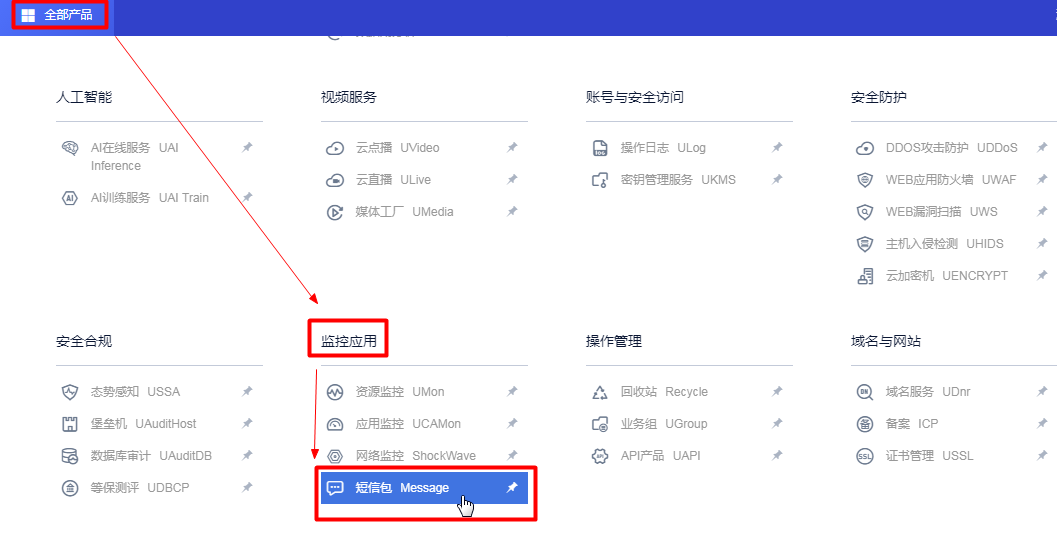 全部产品
人工智能
AI在线服务 UAI
Inference
AI训练服务 UAI Train
视频服务
云点播 UVideo
云直播 ULive
媒体工厂 UMedia
账号与安全访问
操作日志 ULog
密钥管理服务 UKMS
安全防护
DDOS攻击防护 UDDoS
WEB应用防火墙 UWAF
WEB漏洞扫描 UWS
主机入侵检测 UHIDS
云加密机 UENCRYPT
安全合规
态势感知 USSA
堡垒机 UAuditHost
数据库审计 UAuditDB
等保测评 UDBCP
监控应用
资源监控 UMon
应用监控 UCAMon
网络监控 ShockWave
短信包 Message
操作管理
回收站 Recycle
业务组 UGroup
API产品 UAPI
域名与网站
域名服务 UDnr
备案 ICP
证书管理 USSL